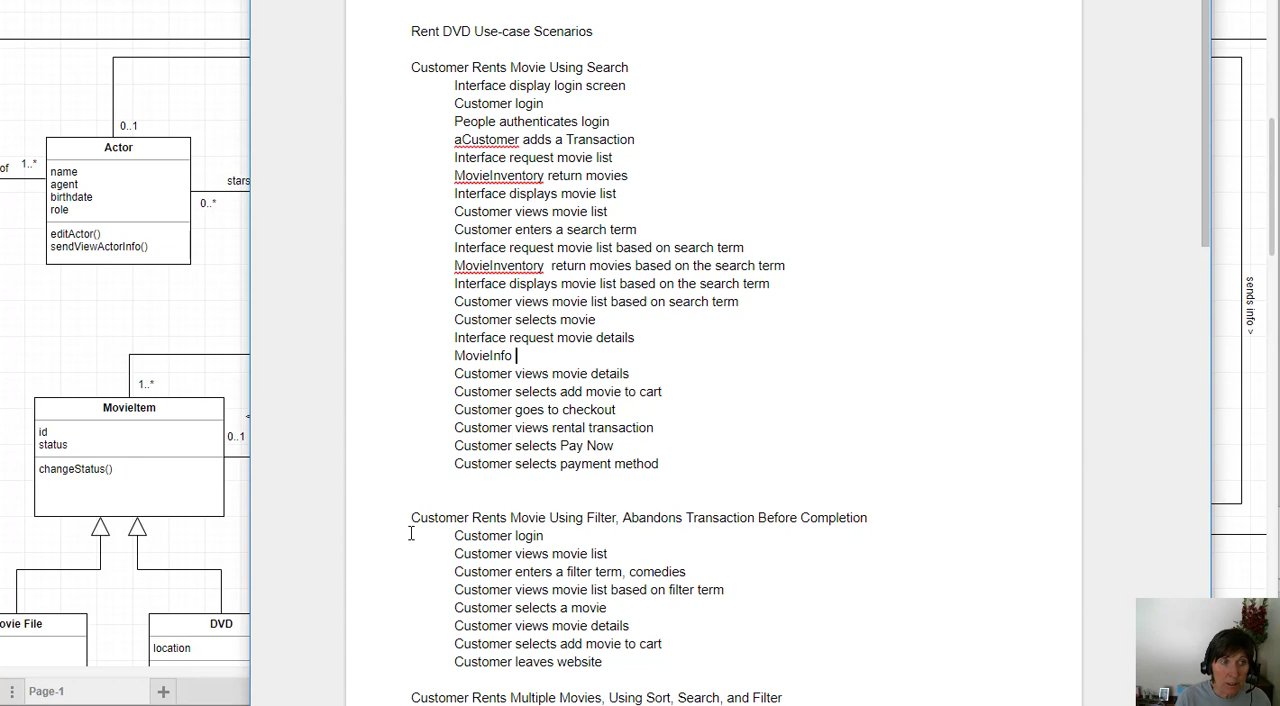 Rent DVD Use-case Scenarios
Customer Rents Movie Using Search
Interface display login screen
Customer login
People authenticates login
aCustomer adds a Transaction
Interface request movie list
MovieInventory return movies
Interface displays movie list
Customer views movie list
Customer enters a search term
Interface request movie list based on search term
MovieInventory  return movies based on the search term
Interface displays movie list based on the search term
Customer views movie list based on search term
Customer selects movie
Interface request movie details
MovieInfo
Customer views movie details
Customer selects add movie to cart
Customer goes to checkout
Customer views rental transaction
Customer selects Pay Now
Customer selects payment method
Customer Rents Movie Using Filter, Abandons Transaction Before Completion
Customer login
Customer views movie list
Customer enters a filter term, comedies
Customer views movie list based on filter term
Customer selects a movie
Customer views movie details
Customer selects add movie to cart
Customer leaves website
Customer Rents Multiple Movies, Using Sort, Search, and Filter
0..1
of
1..*
Actor
name
agent
birthdate
role
editActor()
sendViewActorInfo()
stars
0..*
1..*
MovieItem
id
status
changeStatus()
0..1
ovie File
DVD
location
Page-1
sends info >